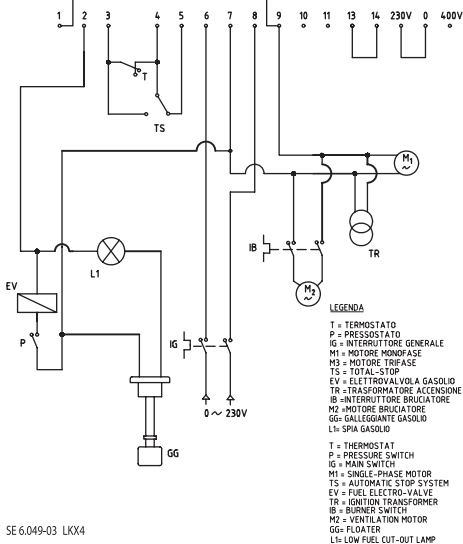 1 2 3 4 5 6 7 8 9 10 11 13 14 230V 0 400V
T
TS
M1
~
TR
IB
M2
~
L1
EV
P
IG
0 ~ 230V
GG
LEGENDA
T = TERMOSTATO
P = PRESSOSTATO
IG = INTERRUTTORE GENERALE
M1 = MOTORE MONOFASE
M3 = MOTORE TRIFASE
TS = TOTAL-STOP
EV = ELETTROVALVOLA GASOLIO
TR =TRASFORMATORE ACCENSIONE
IB =INTERRUTTORE BRUCIATORE
M2 =MOTORE BRUCIATORE
GG= GALLEGGIANTE GASOLIO
L1= SPIA GASOLIO
T = THERMOSTAT
P = PRESSURE SWITCH
IG = MAIN SWITCH
M1 = SINGLE-PHASE MOTOR
TS = AUTOMATIC STOP SYSTEM
EV = FUEL ELECTRO-VALVE
TR = IGNITION TRANSFORMER
IB = BURNER SWITCH
M2 = VENTILATION MOTOR
GG= FLOATER
L1= LOW FUEL CUT-OUT LAMP
SE 6.049-03 LKX4